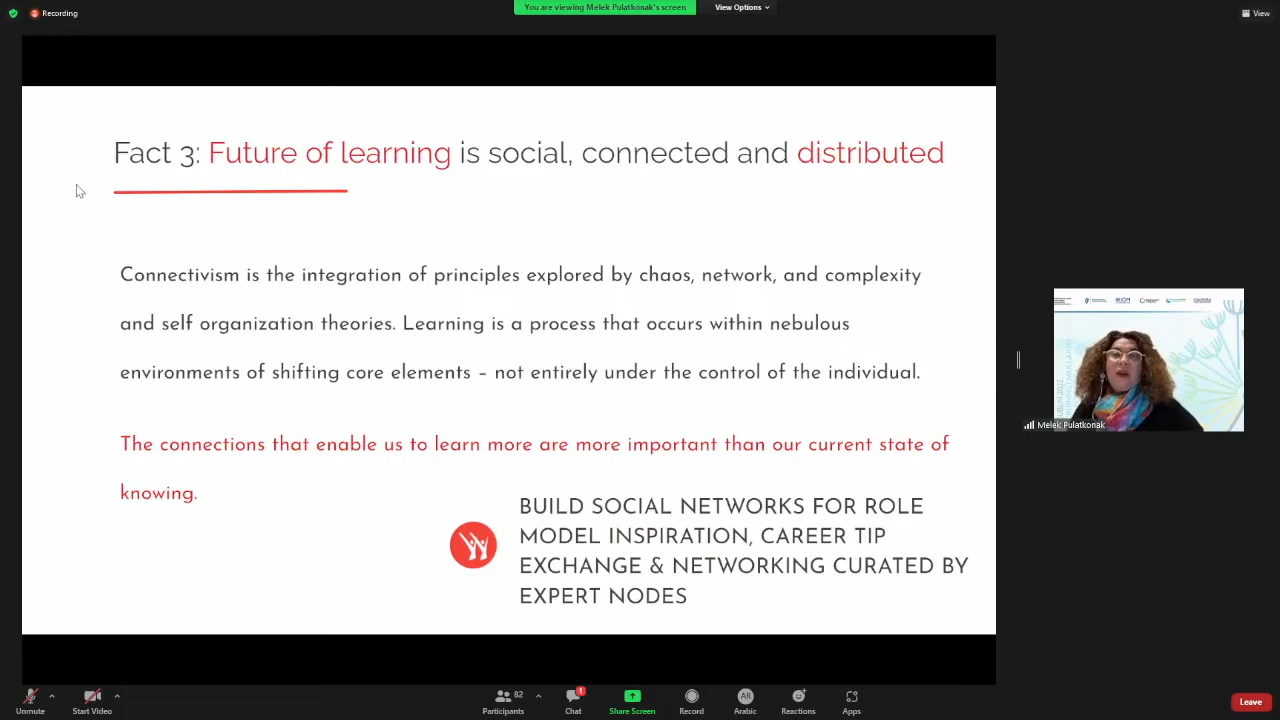 Recording
You are viewing Melek Pulatkonak's screen
View Options
View
Fact 3: Future of learning is social, connected and distributed
Connectivism is the integration of principles explored by chaos, network, and complexity
and self organization theories. Learning is a process that occurs within nebulous
environments of shifting core elements – not entirely under the control of the individual.
The connections that enable us to learn more are more important than our current state of
knowing.
BUILD SOCIAL NETWORKS FOR ROLE
MODEL INSPIRATION, CAREER TIP
EXCHANGE & NETWORKING CURATED BY
EXPERT NODES
IOM
Melek Pulatkonak
Unmute
Start Video
82
Participants
1
Chat
Share Screen
Record
AR
Arabic
Reactions
Apps
Leave